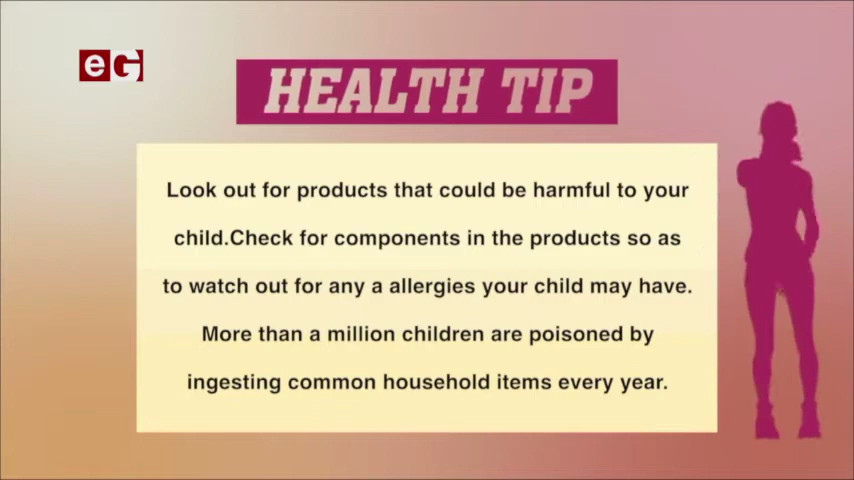 eG
HEALTH TIP
Look out for products that could be harmful to your
child.Check for components in the products so as
to watch out for any a allergies your child may have.
More than a million children are poisoned by
ingesting common household items every year.